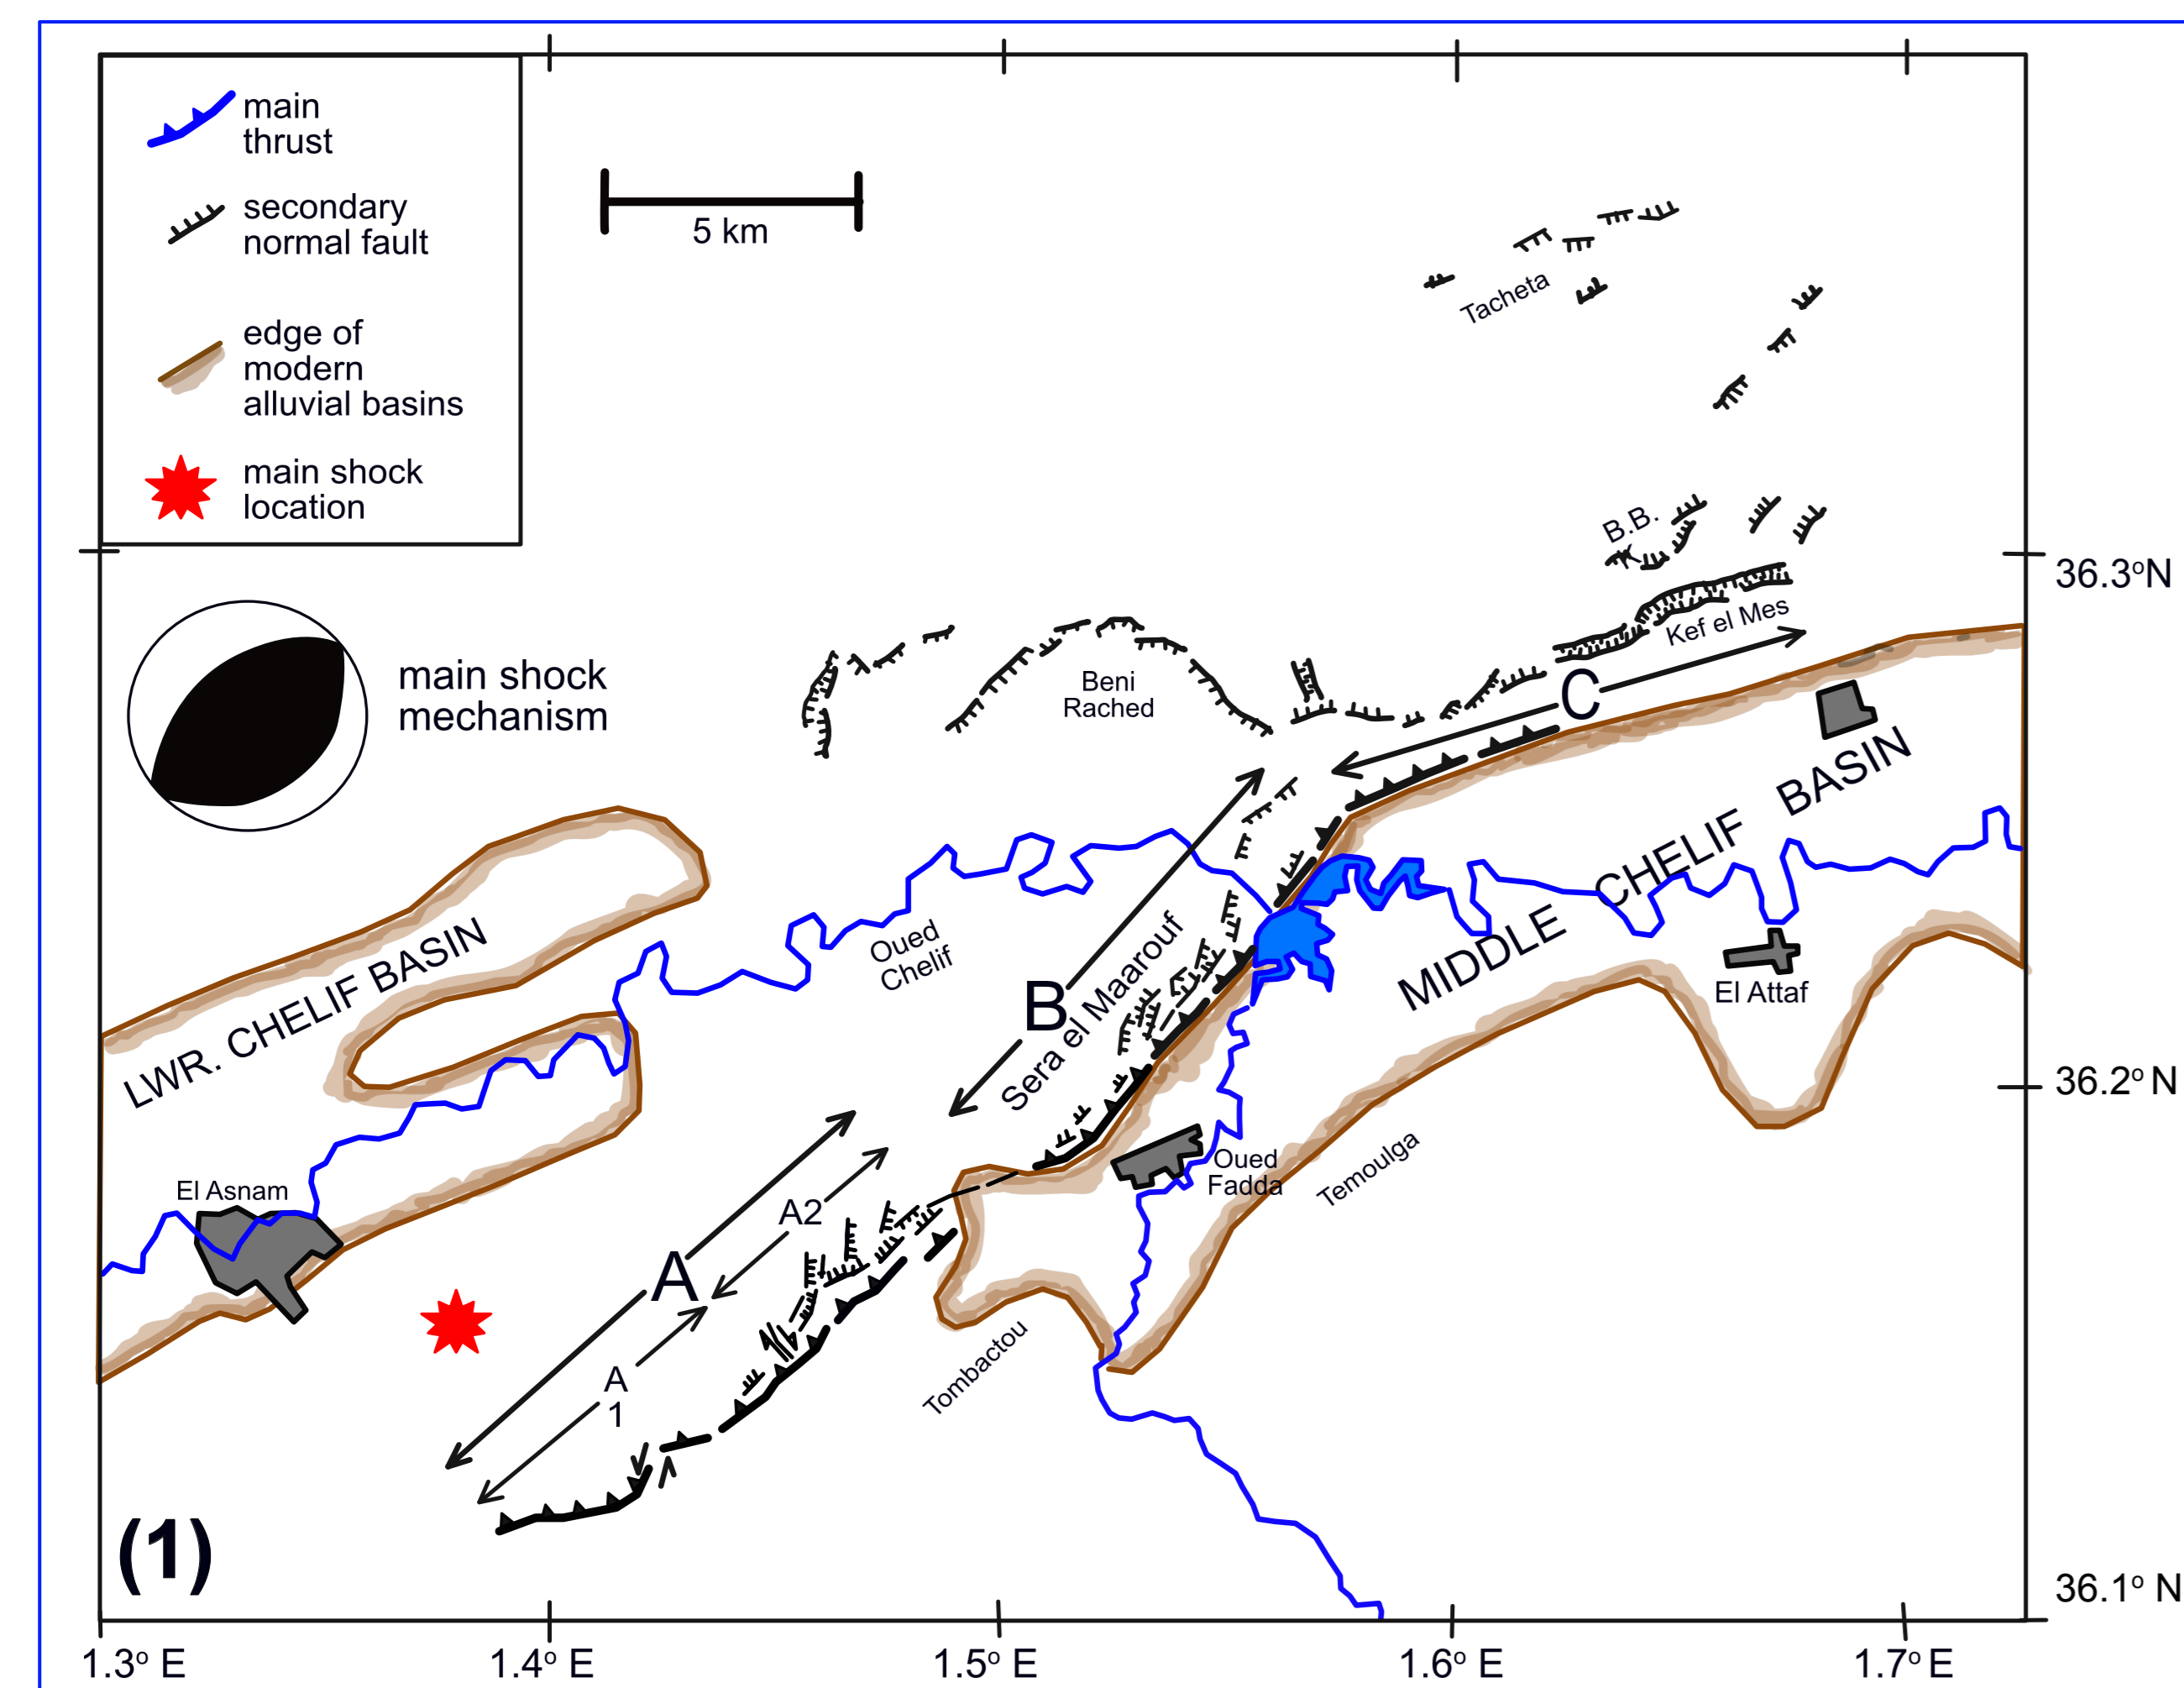 main
thrust
secondary
normal fault
edge of
modern
alluvial basins
main shock
location
5 km
Tacheta
B.B.
K
36.3°N
Kef el Mes
main shock
mechanism
Beni
Rached
C
MIDDLE CHELIF BASIN
LWR. CHELIF BASIN
Oued
Chelif
B
Sera el Maarouf
El Attaf
36.2° N
Oued
Fadda
Temoulga
El Asnam
A2
A
A
1
Tombactou
(1)
36.1° N
1.3° E
1.4° E
1.5° E
1.6° E
1.7° E